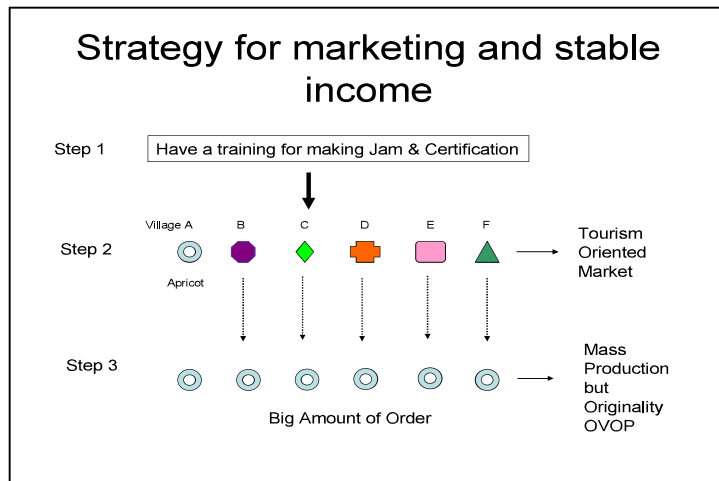 Strategy for marketing and stable
income
Step 1
Have a training for making Jam & Certification
Village A
B
C
D
E
F
Step 2
Apricot
Tourism
Oriented
Market
Step 3
Mass
Production
but
Originality
OVOP
Big Amount of Order